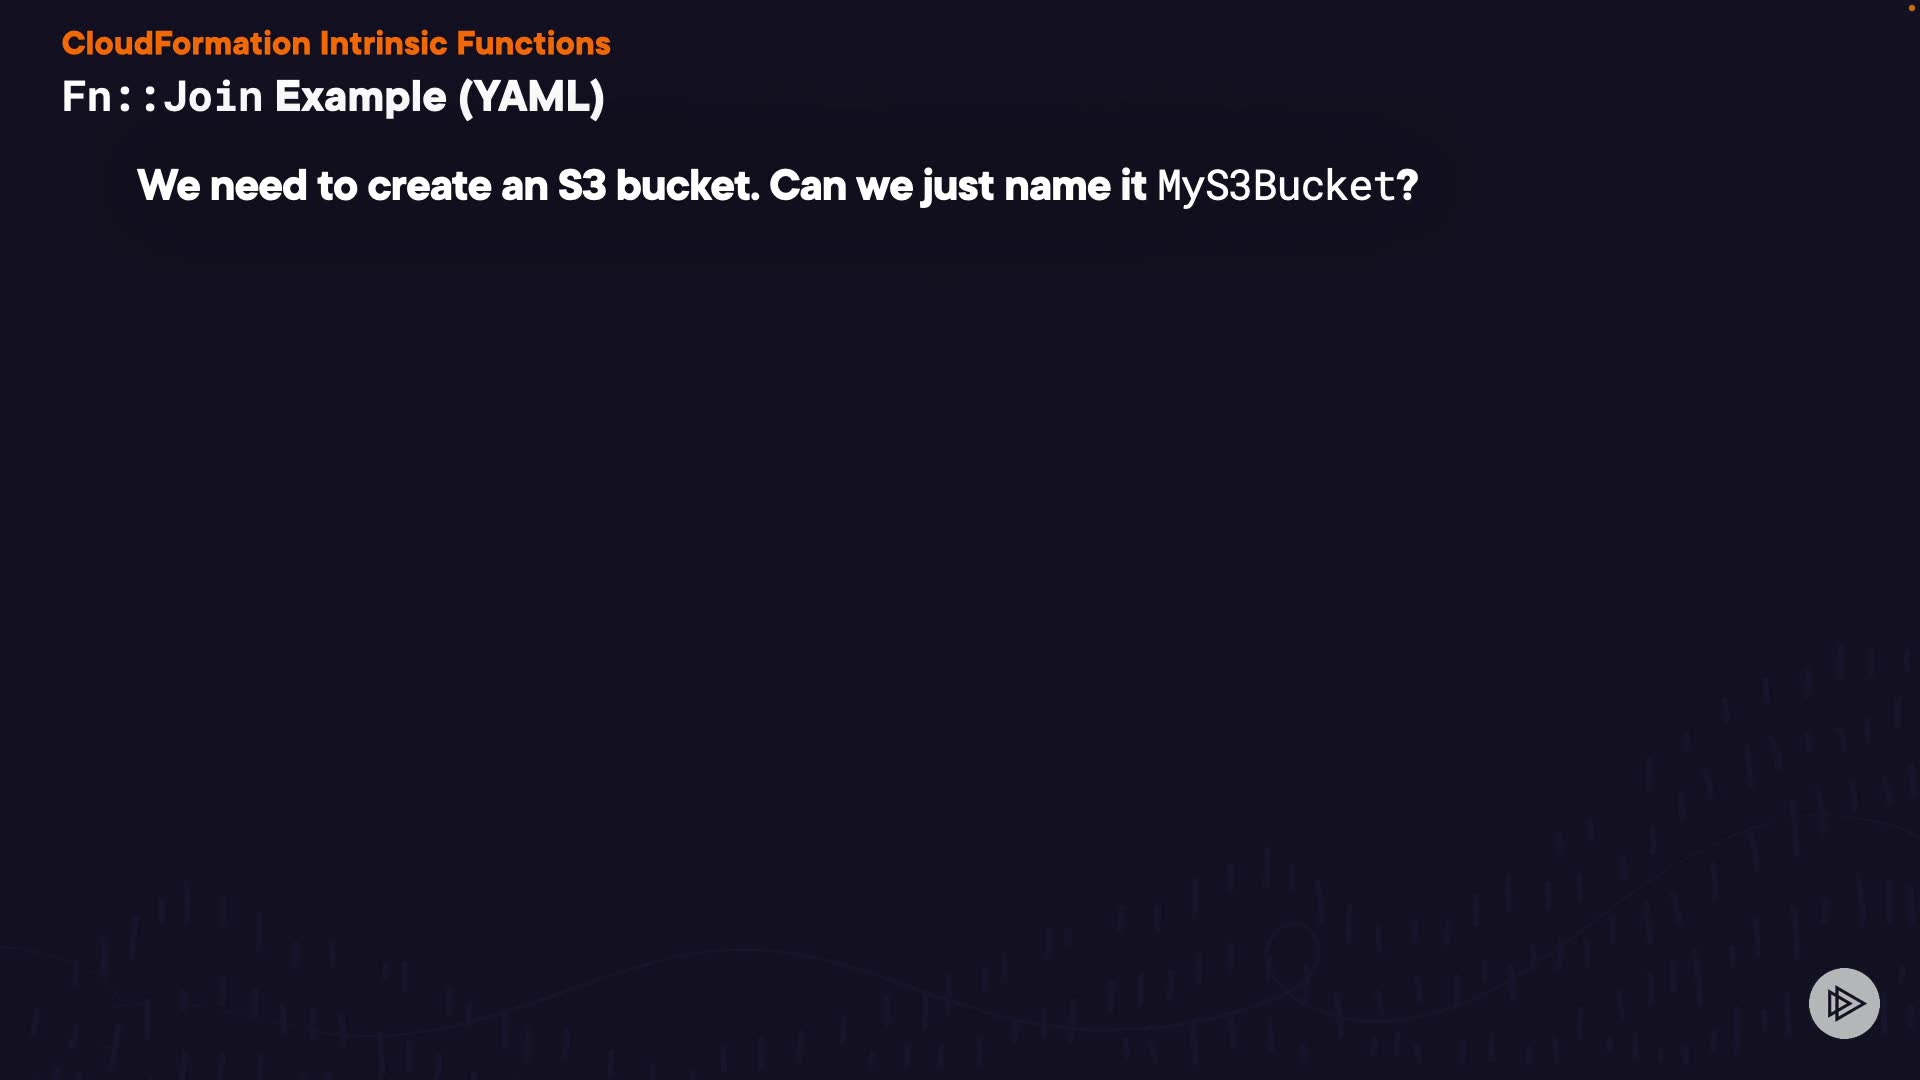 CloudFormation Intrinsic Functions
Fn::Join Example (YAML)
We need to create an S3 bucket. Can we just name it MyS3Bucket?